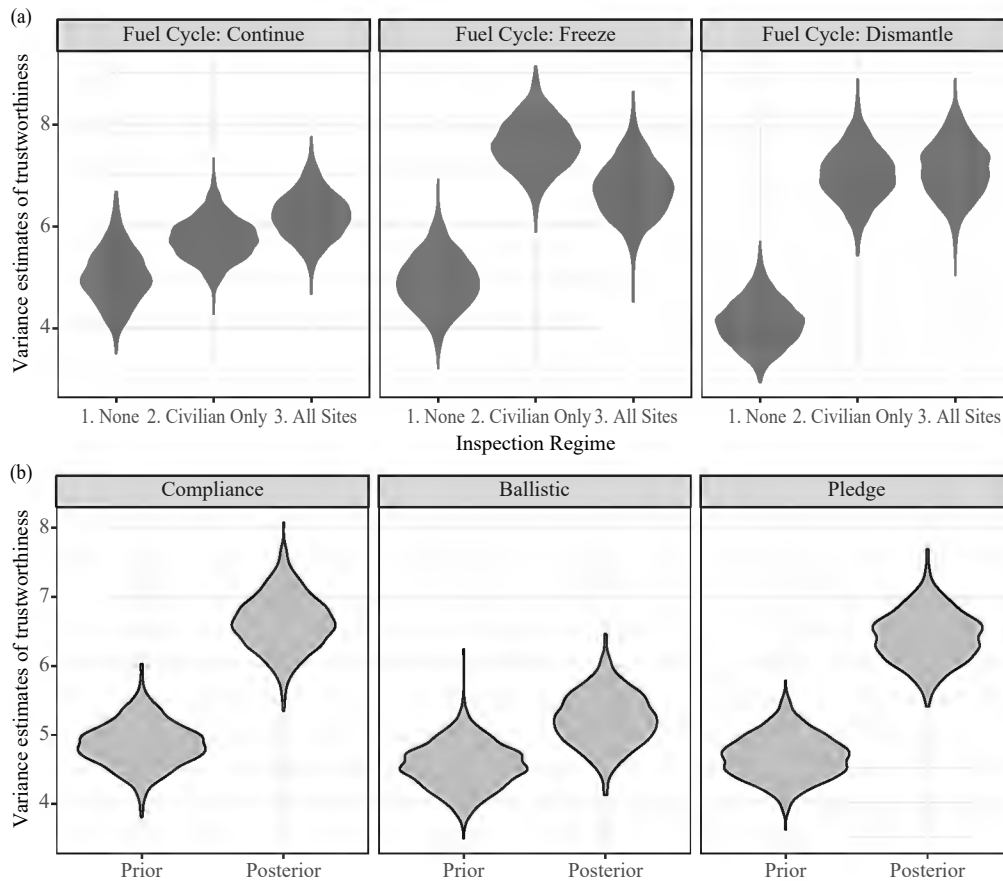 (a)
Fuel Cycle: Continue
Fuel Cycle: Freeze
Fuel Cycle: Dismantle
Variance estimates of trustworthiness
8
6
4
1. None 2. Civilian Only 3. All Sites
1. None 2. Civilian Only 3. All Sites
1. None 2. Civilian Only 3. All Sites
Inspection Regime
(b)
Compliance
Ballistic
Pledge
Variance estimates of trustworthiness
8
7
6
5
4
Prior Posterior
Prior Posterior
Prior Posterior